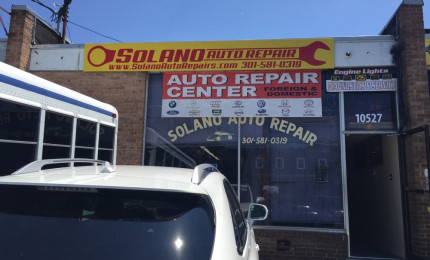 SOLANO AUTO REPAIR
www.SolanoAutoRepairs.com 301-581-0319
AUTO REPAIR
CENTER FOREIGN &
DOMESTIC
Engine Lights
SOLANO AUTO REPAIR
301-581-0319
10527